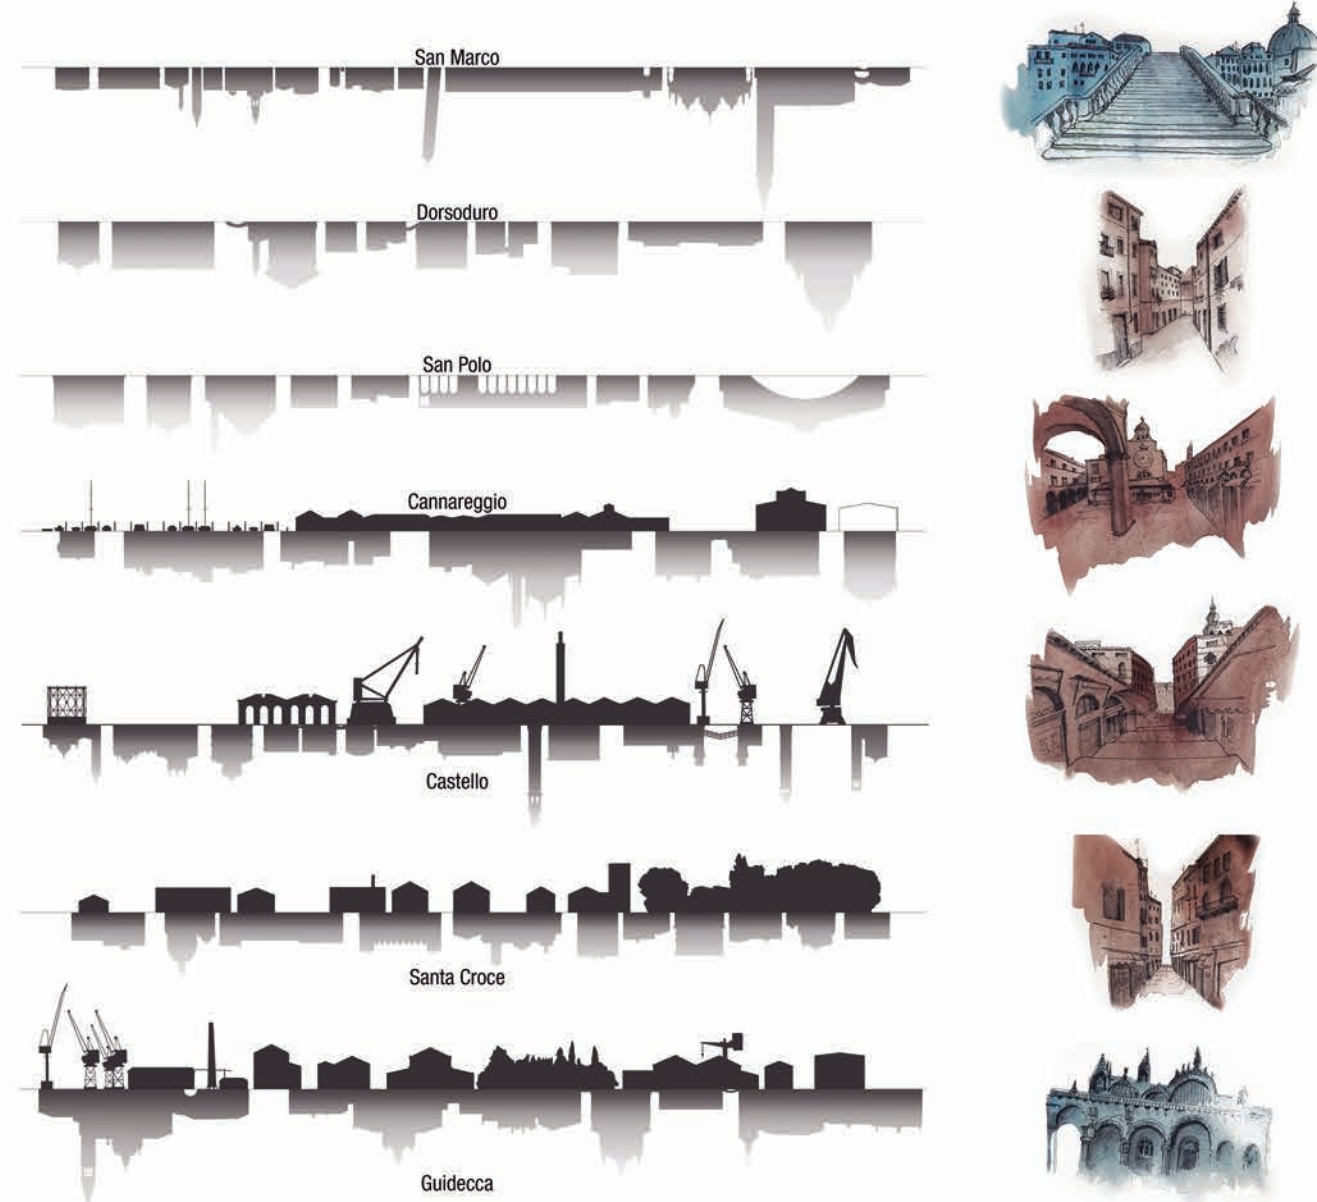 San Marco
Dorsoduro
San Polo
Cannareggio
Castello
Santa Croce
Guidecca